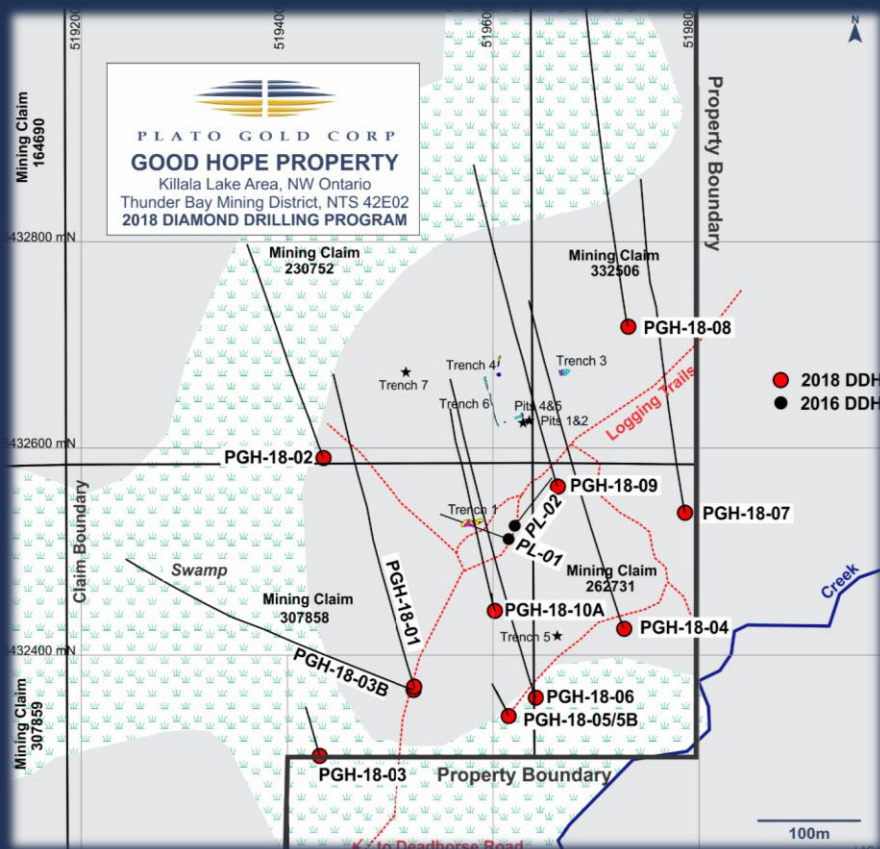 519200
519400
519600
519800
N
PLATO GOLD CORP
GOOD HOPE PROPERTY
Killala Lake Area, NW Ontario
Thunder Bay Mining District, NTS 42E02
2018 DIAMOND DRILLING PROGRAM
Mining Claim
164690
Property Boundary
5432800 mN
Mining Claim
230752
Mining Claim
332506
PGH-18-08
Trench 4
Trench 3
Trench 7
Trench 6
Pits 4&5
Pits 1&2
Logging Trails
2018 DDH
2016 DDH
5432600 mN
PGH-18-02
PGH-18-09
PGH-18-07
Trench 1
PL-02
PL-01
Claim Boundary
Swamp
Mining Claim
262731
Creek
Mining Claim
307858
PGH-18-01
PGH-18-10A
PGH-18-04
Trench 5
5432400 mN
PGH-18-03B
PGH-18-06
PGH-18-05/5B
Mining Claim
307859
PGH-18-03
Property Boundary
100m
to Deadhorse Road